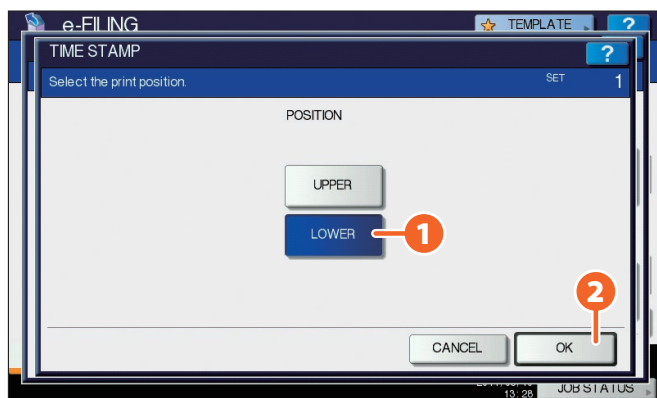 e-FILING
TEMPLATE
?
TIME STAMP
?
Select the print position.
SET 1
POSITION
UPPER
LOWER
1
2
CANCEL
OK
13:28
JOB STATUS